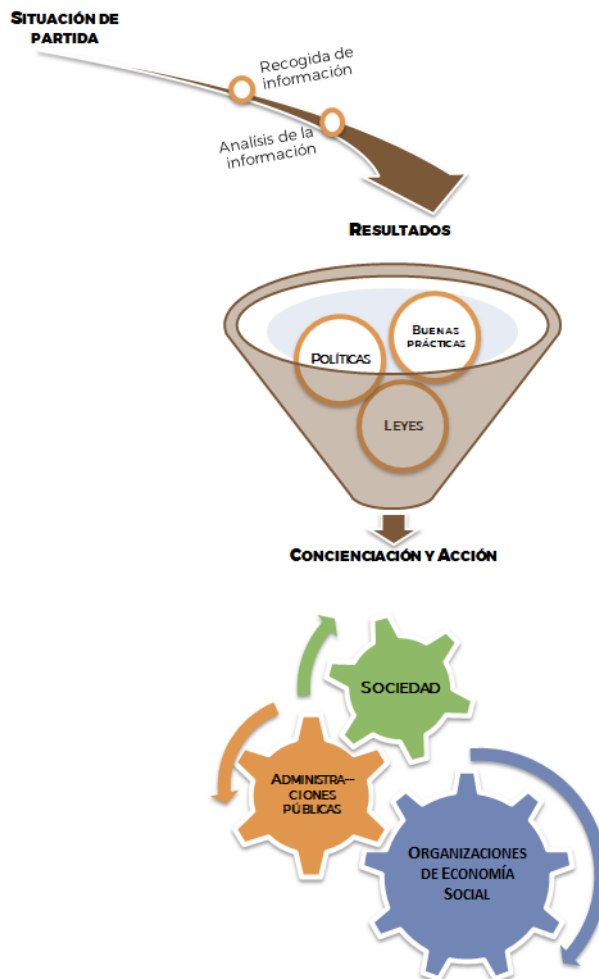 SITUACIÓN DE
PARTIDA
Recogida de
información
Analísis de la
información
RESULTADOS
BUENAS
PRÁCTICAS
POLÍTICAS
LEYES
CONCIENCIACIÓN Y ACCIÓN
SOCIEDAD
ADMINISTRA--
CIONES
PÚBLICAS
ORGANIZACIONES
DE ECONOMÍA
SOCIAL